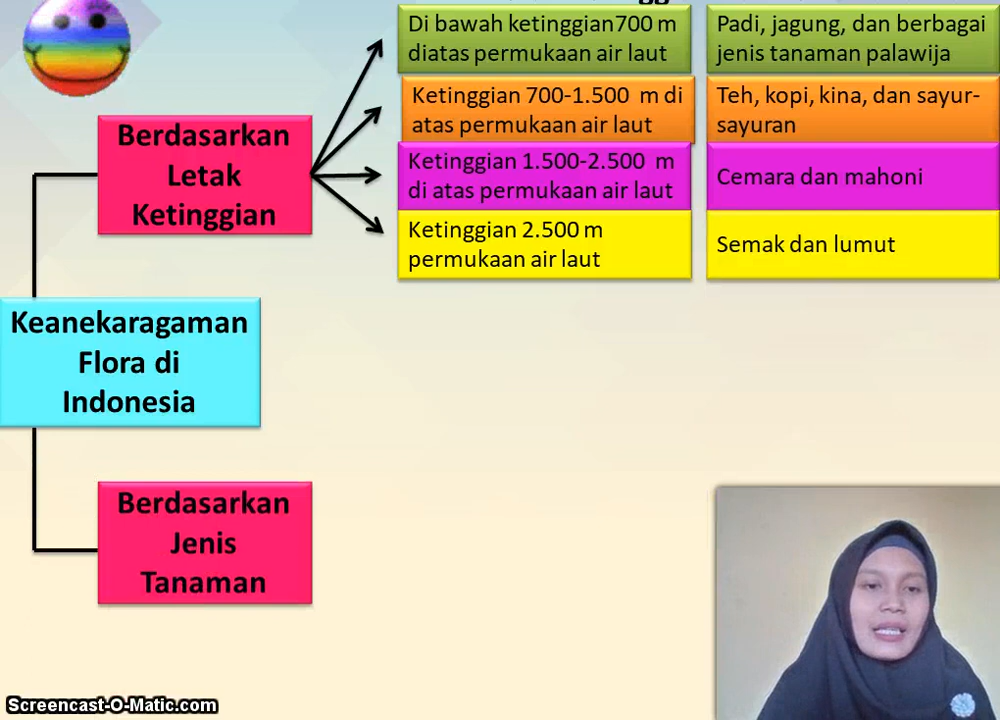 Di bawah ketinggian700 m
diatas permukaan air laut
Padi, jagung, dan berbagai
jenis tanaman palawija
Ketinggian 700-1.500 m di
atas permukaan air laut
Teh, kopi, kina, dan sayur-
sayuran
Ketinggian 1.500-2.500 m
di atas permukaan air laut
Cemara dan mahoni
Ketinggian 2.500 m
permukaan air laut
Semak dan lumut
Berdasarkan
Letak
Ketinggian
Keanekaragaman
Flora di
Indonesia
Berdasarkan
Jenis
Tanaman
Screencast-O-Matic.com